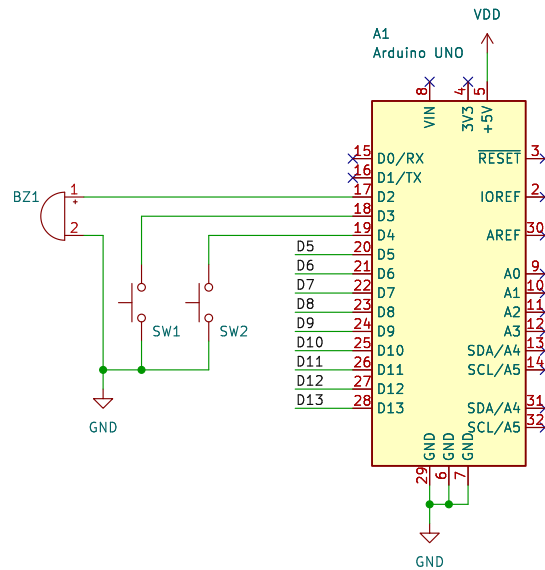 VDD
A1
Arduino UNO
8
4
5
VIN
3V3
+5V
15
D0/RX
RESET
3
16
D1/TX
BZ1
1
+
17
D2
IOREF
2
18
D3
2
19
D4
AREF
30
D5
20
D5
D6
21
D6
A0
9
D7
22
D7
A1
10
D8
23
D8
A2
11
SW1
SW2
D9
24
D9
A3
12
D10
25
D10
SDA/A4
13
D11
26
D11
SCL/A5
14
D12
27
D12
D13
28
D13
SDA/A4
31
GND
SCL/A5
32
GND
GND
GND
29
6
7
GND